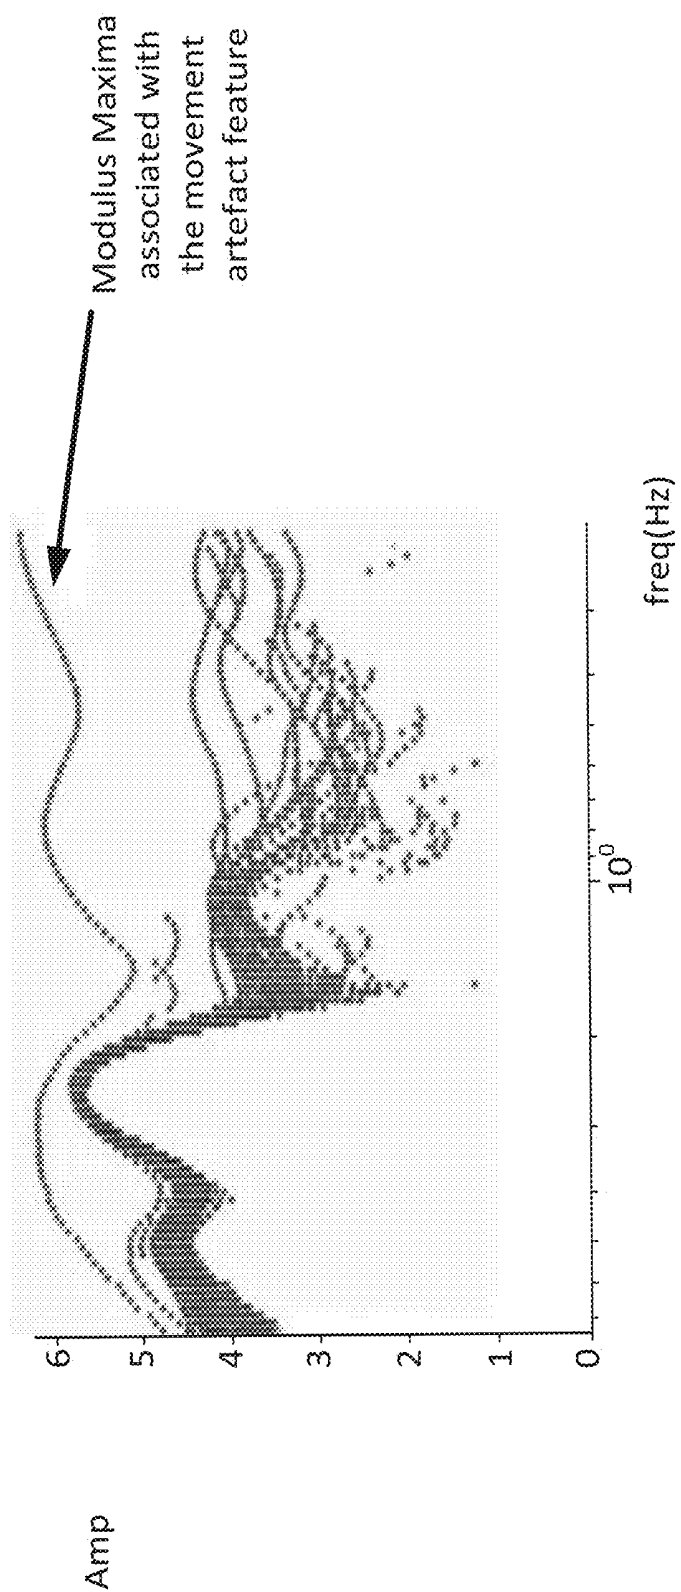 Modulus Maxima
associated with
the movement
artefact feature
Amp
6
5
4
3
2
1
0
10⁰
freq(Hz)